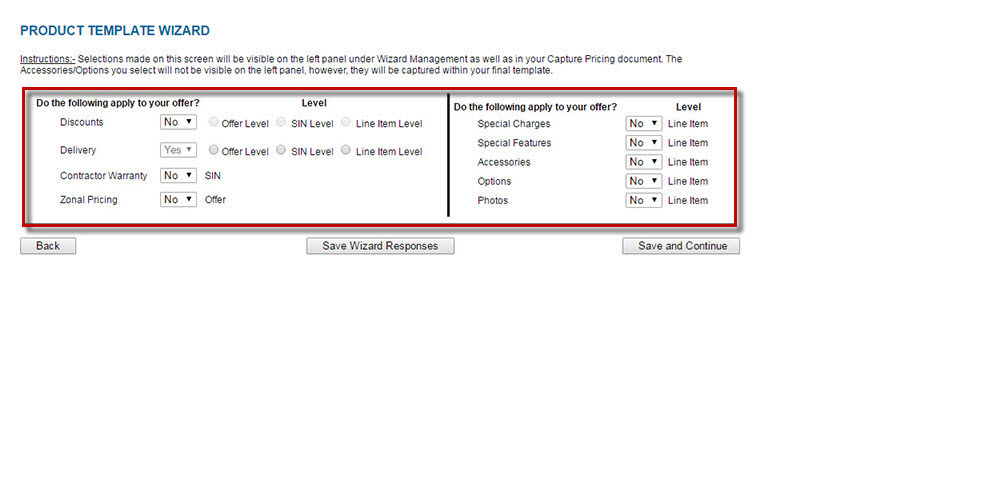 PRODUCT TEMPLATE WIZARD
Instructions:- Selections made on this screen will be visible on the left panel under Wizard Management as well as in your Capture Pricing document. The
Accessories/Options you select will not be visible on the left panel, however, they will be captured within your final template.
Do the following apply to your offer? Level
Discounts No Offer Level SIN Level Line Item Level
Delivery Yes Offer Level SIN Level Line Item Level
Contractor Warranty No SIN
Zonal Pricing No Offer
Do the following apply to your offer? Level
Special Charges No Line Item
Special Features No Line Item
Accessories No Line Item
Options No Line Item
Photos No Line Item
Back Save Wizard Responses Save and Continue